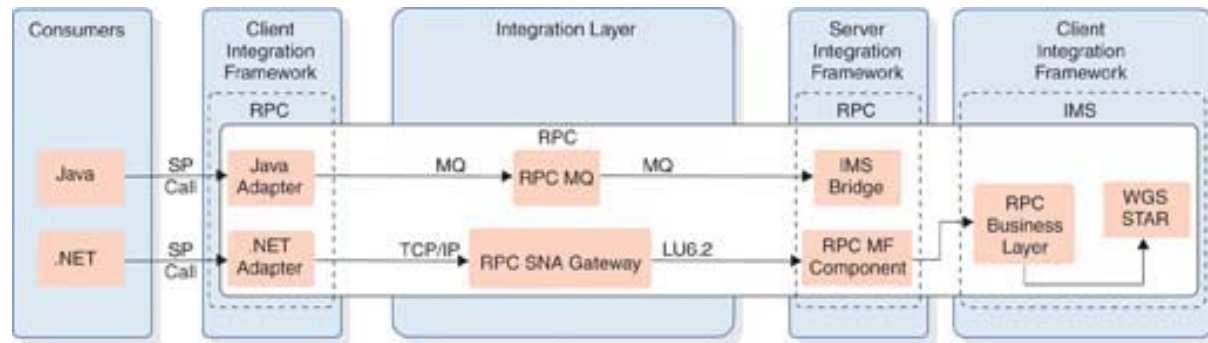 Consumers
Client
Integration
Framework
Integration Layer
Server
Integration
Framework
Client
Integration
Framework
RPC
RPC
RPC
IMS
Java
SP
Call
Java
Adapter
MQ
RPC MQ
MQ
IMS
Bridge
.NET
SP
Call
.NET
Adapter
TCP/IP
RPC SNA Gateway
LU6.2
RPC MF
Component
RPC
Business
Layer
WGS
STAR